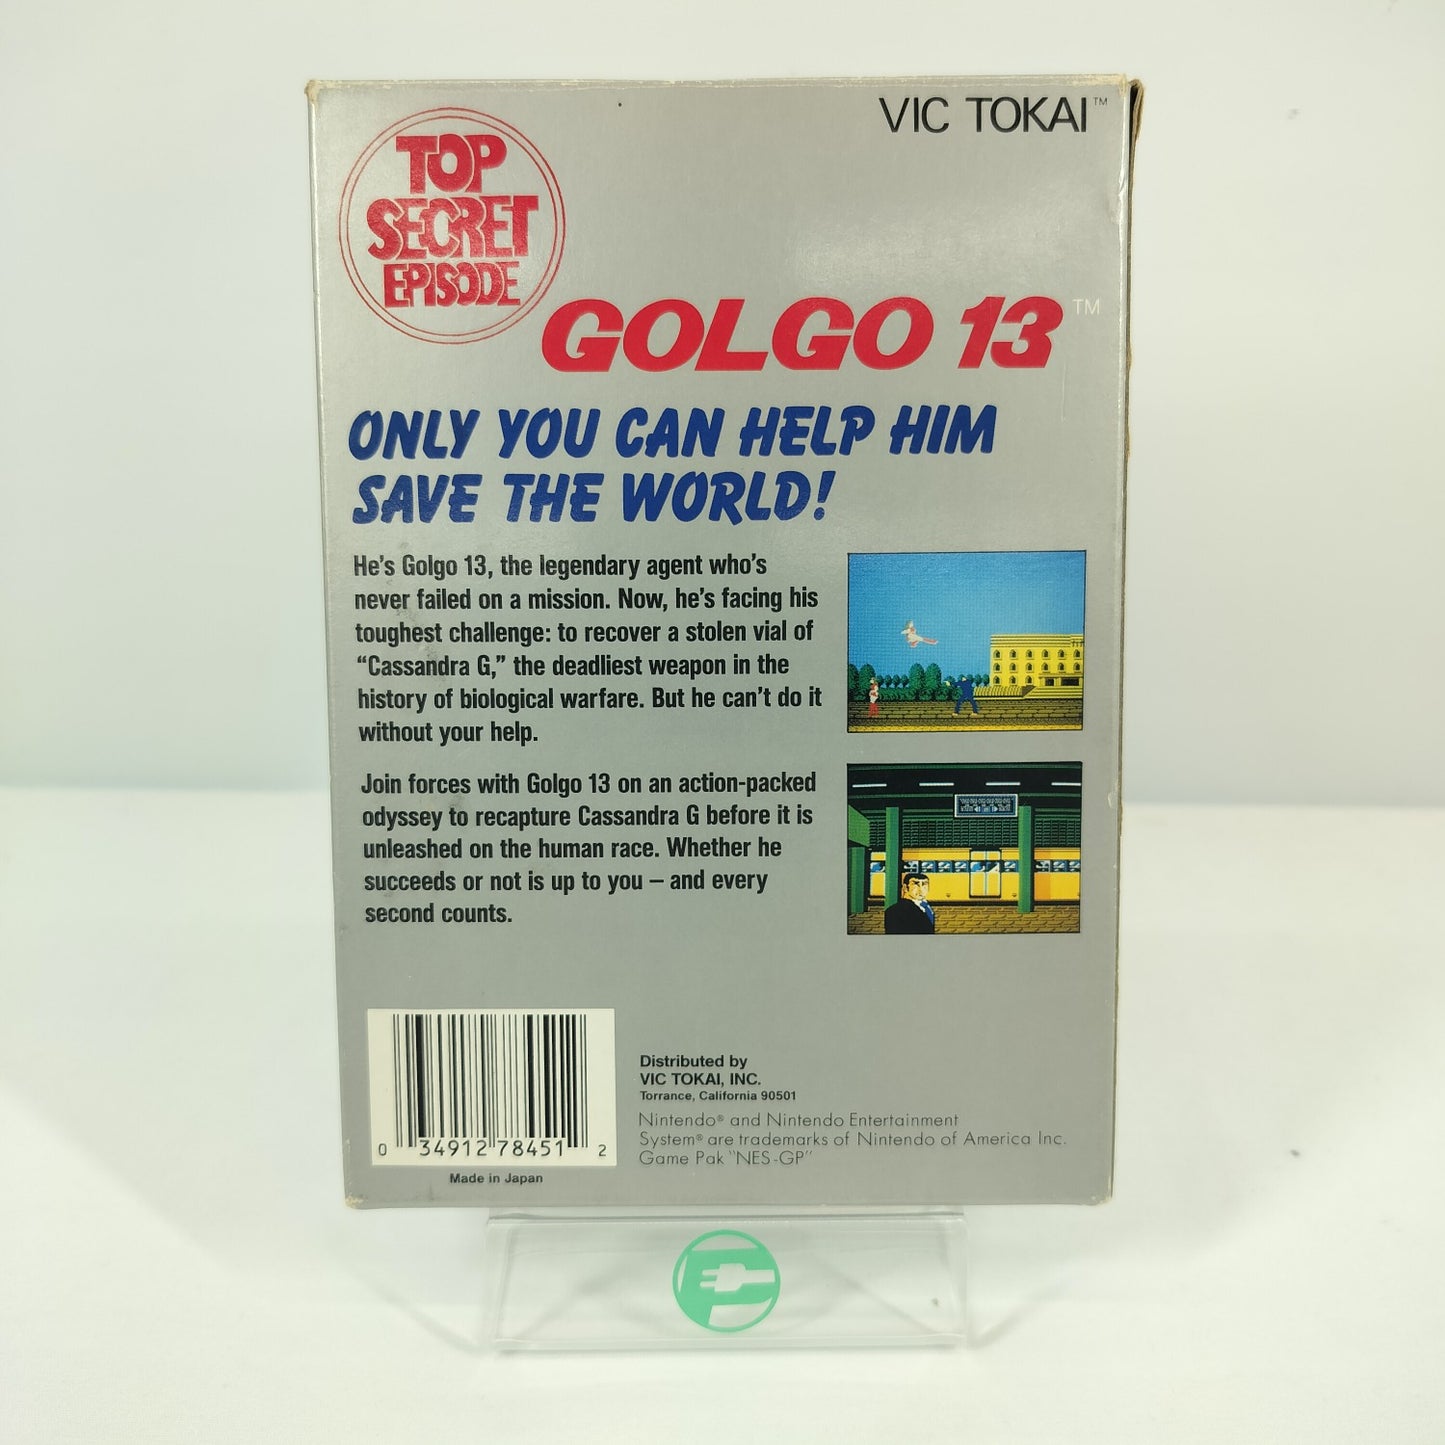 VIC TOKAI™
TOP
SECRET
EPISODE
GOLGO 13™
ONLY YOU CAN HELP HIM
SAVE THE WORLD!
He's Golgo 13, the legendary agent who's
never failed on a mission. Now, he's facing his
toughest challenge: to recover a stolen vial of
“Cassandra G,” the deadliest weapon in the
history of biological warfare. But he can't do it
without your help.
Join forces with Golgo 13 on an action-packed
odyssey to recapture Cassandra G before it is
unleashed on the human race. Whether he
succeeds or not is up to you – and every
second counts.
0 34912 78451 2
Made in Japan
Distributed by
VIC TOKAI, INC.
Torrance, California 90501
Nintendo® and Nintendo Entertainment
System® are trademarks of Nintendo of America Inc.
Game Pak "NES-GP"